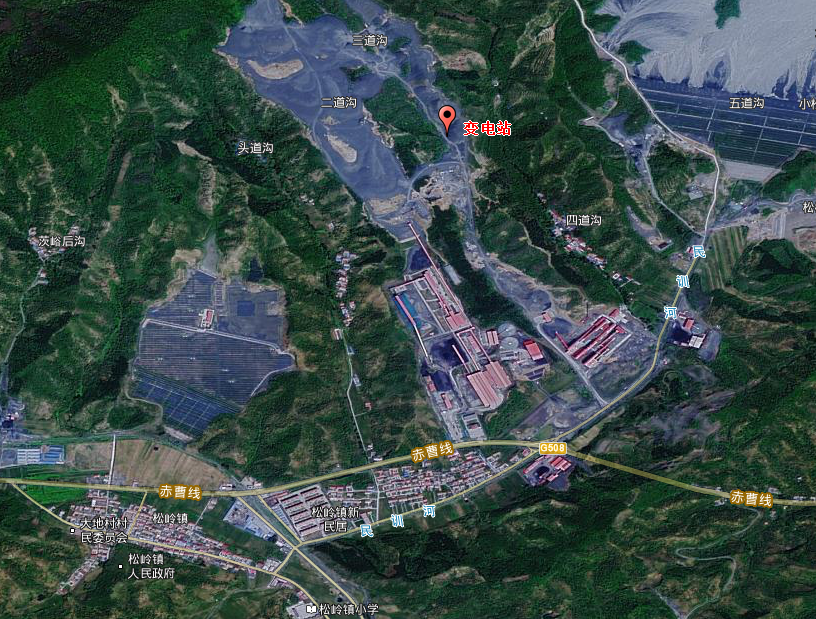 三道沟
二道沟
五道沟
变电站
头道沟
四道沟
茨峪后沟
民训河
赤曹线
G508
赤曹线
赤曹线
松岭镇
松岭镇新
民居
民训河
大地村村
民委员会
松岭镇
人民政府
松岭镇小学